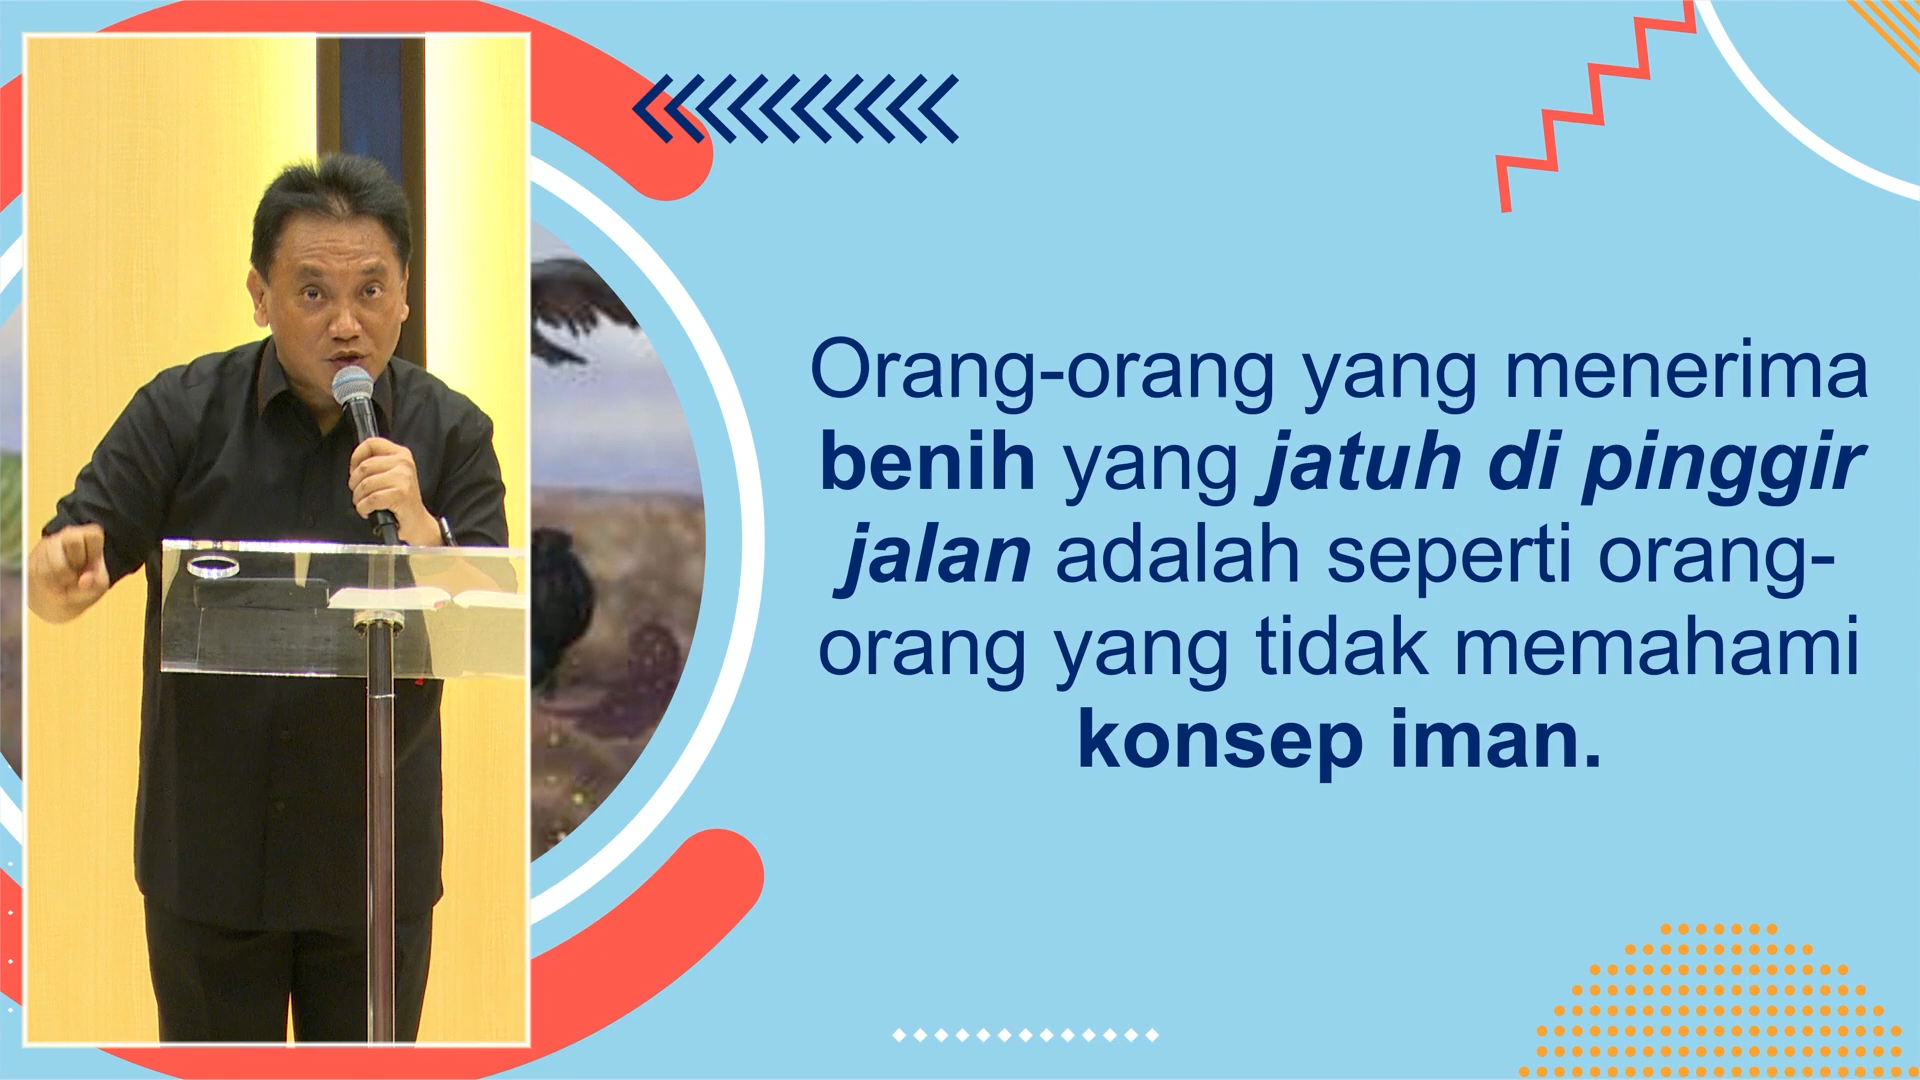 Orang-orang yang menerima
benih yang jatuh di pinggir
jalan adalah seperti orang-
orang yang tidak memahami
konsep iman.